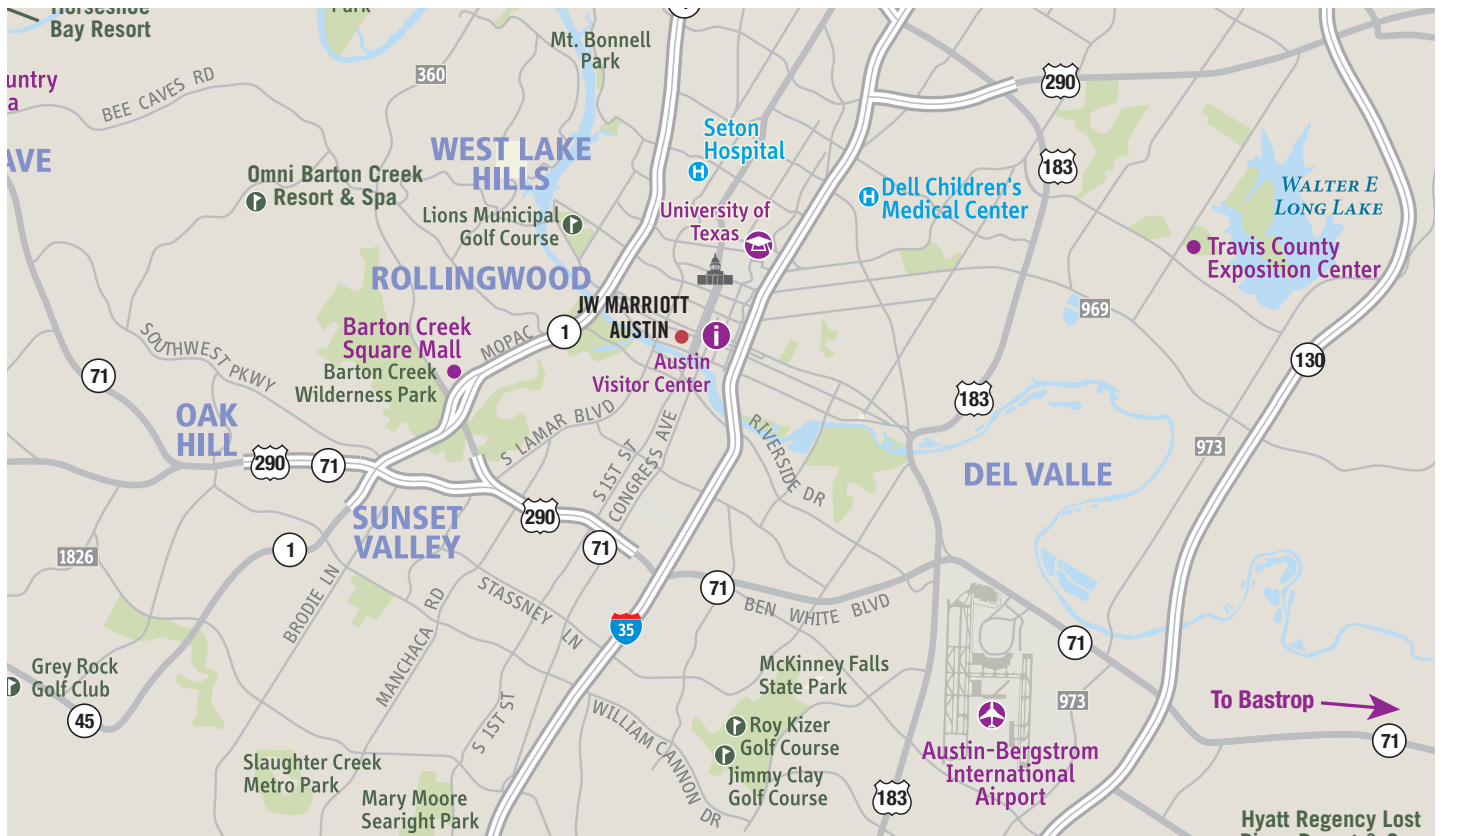 Horseshoe
Bay Resort
Park
Mt. Bonnell
Park
360
290
untry
a
BEE CAVES RD
Seton
Hospital
WEST LAKE
HILLS
AVE
183
Omni Barton Creek
Resort & Spa
Dell Children's
Medical Center
WALTER E
LONG LAKE
Lions Municipal
Golf Course
University of
Texas
Travis County
Exposition Center
ROLLINGWOOD
JW MARRIOTT
AUSTIN
969
Barton Creek
Square Mall
MOPAC
1
i
SOUTHWEST PKWY
Barton Creek
Wilderness Park
Austin
Visitor Center
130
71
183
OAK
HILL
S LAMAR BLVD
S 1ST ST
CONGRESS AVE
RIVERSIDE DR
973
290
71
DEL VALLE
SUNSET
VALLEY
290
71
1
1826
BRODIE LN
MANCHACA RD
STASSNEY LN
71
BEN WHITE BLVD
35
71
Grey Rock
Golf Club
45
McKinney Falls
State Park
973
To Bastrop
71
S 1ST ST
WILLIAM CANNON DR
Roy Kizer
Golf Course
Jimmy Clay
Golf Course
Austin-Bergstrom
International
Airport
183
Slaughter Creek
Metro Park
Mary Moore
Searight Park
Hyatt Regency Lost